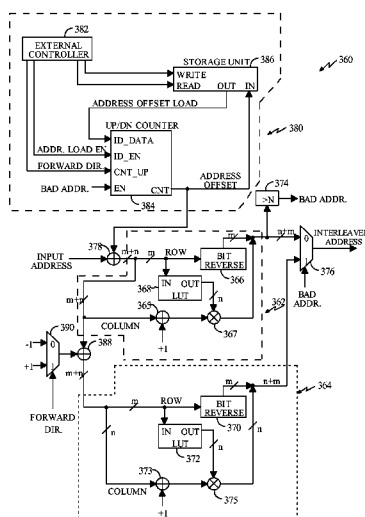 382
EXTERNAL CONTROLLER
STORAGE UNIT
386
360
WRITE
READ OUT IN
ADDRESS OFFSET LOAD
380
UP/DN COUNTER
ID_DATA
ADDR. LOAD EN
ID_EN
FORWARD DIR.
CNT_UP
BAD ADDR.
EN CNT
384
ADDRESS OFFSET
374
>N
BAD ADDR.
378
m+n
m
ROW
m
n+m
INTERLEAVER ADDRESS
INPUT ADDRESS
BIT REVERSE
366
0
1
376
368
IN OUT
LUT
n
362
m+n
365
367
COLUMN
+1
BAD ADDR.
390
-1
0
+1
1
388
m+n
n+m
364
FORWARD DIR.
m
ROW
m
BIT REVERSE
370
IN OUT
LUT
372
n
n
n
373
375
COLUMN
+1